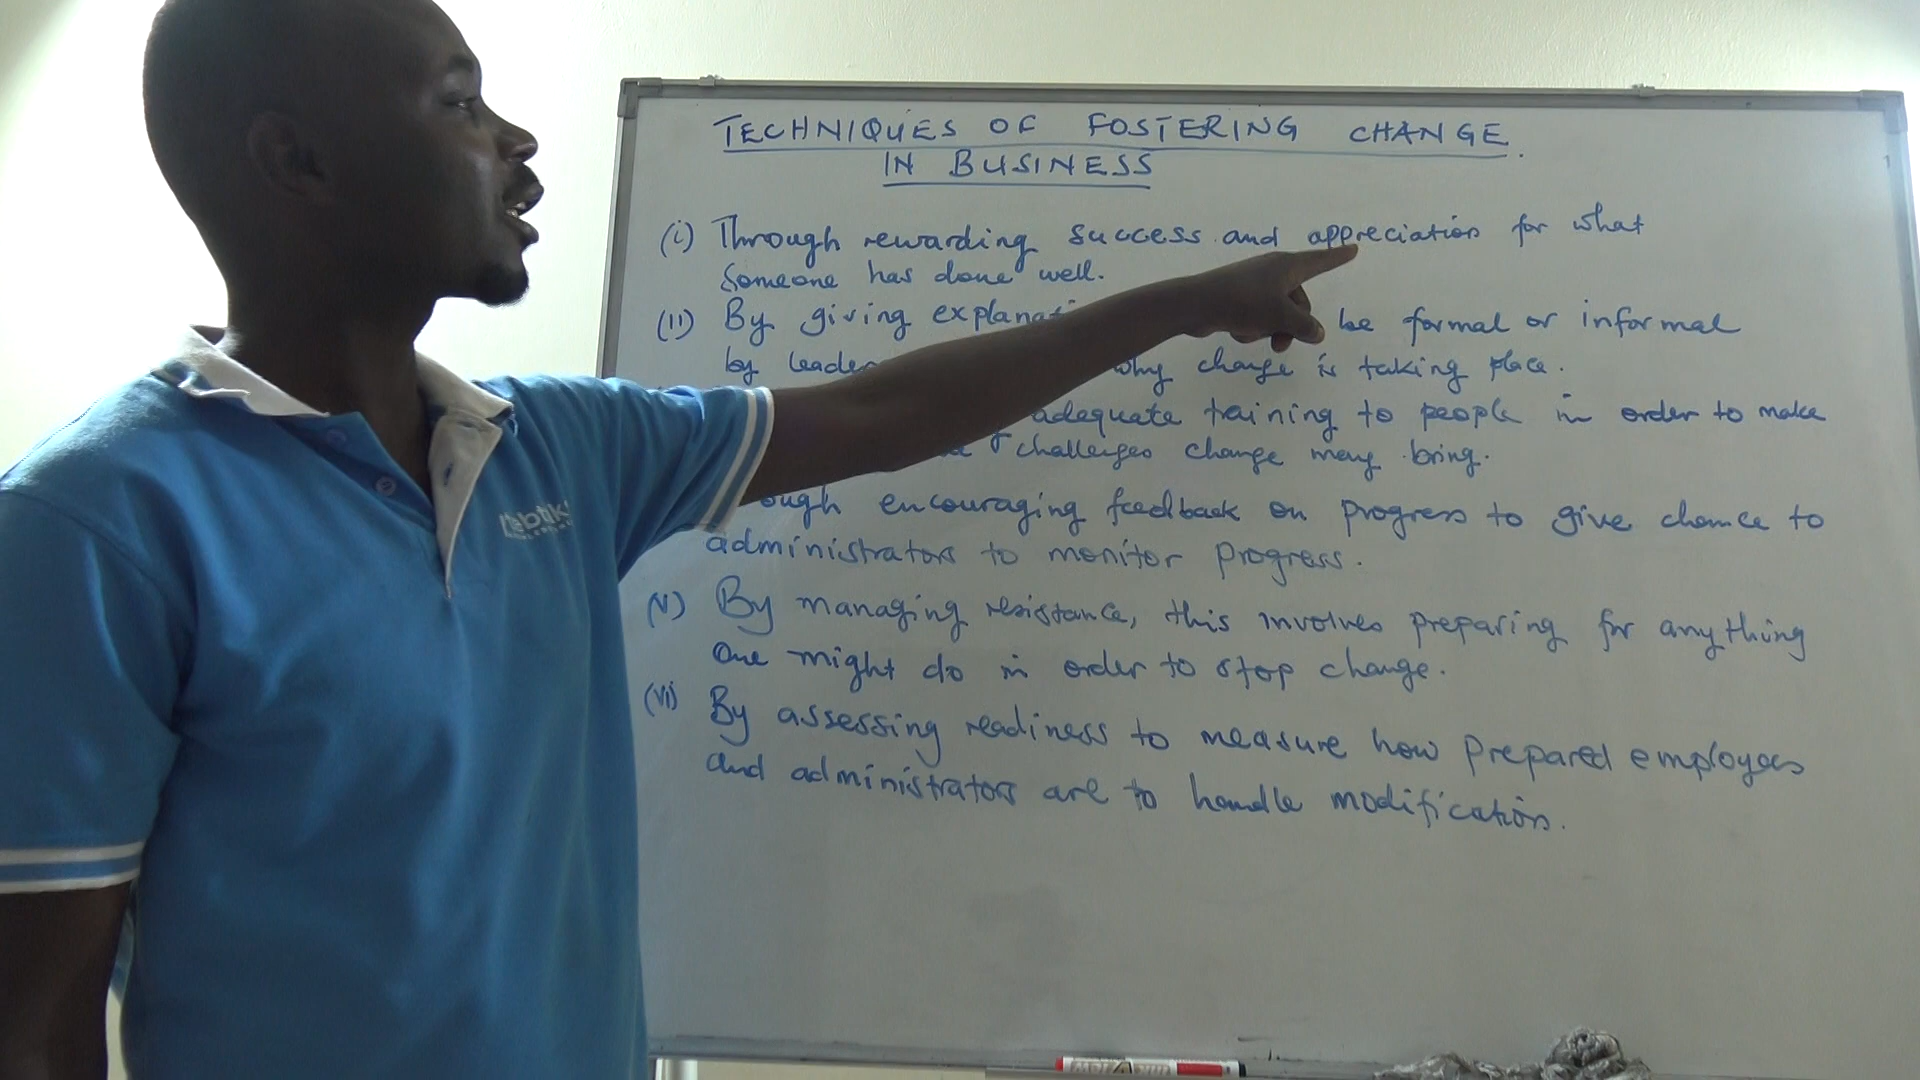 TECHNIQUES OF FOSTERING CHANGE
IN BUSINESS
(i) Through rewarding success and appreciation for what
someone has done well.
(ii) By giving be formal or informal
by why change is taking place.
adequate training to people in order to make
challenges change may bring.
encouraging feedback on progress to give chance to
administrators to monitor progress.
(V) By managing resistance, this involves preparing for anything
one might do in order to stop change.
(Vi) By assessing readiness to measure how prepared employees
and administrators are to handle modification.